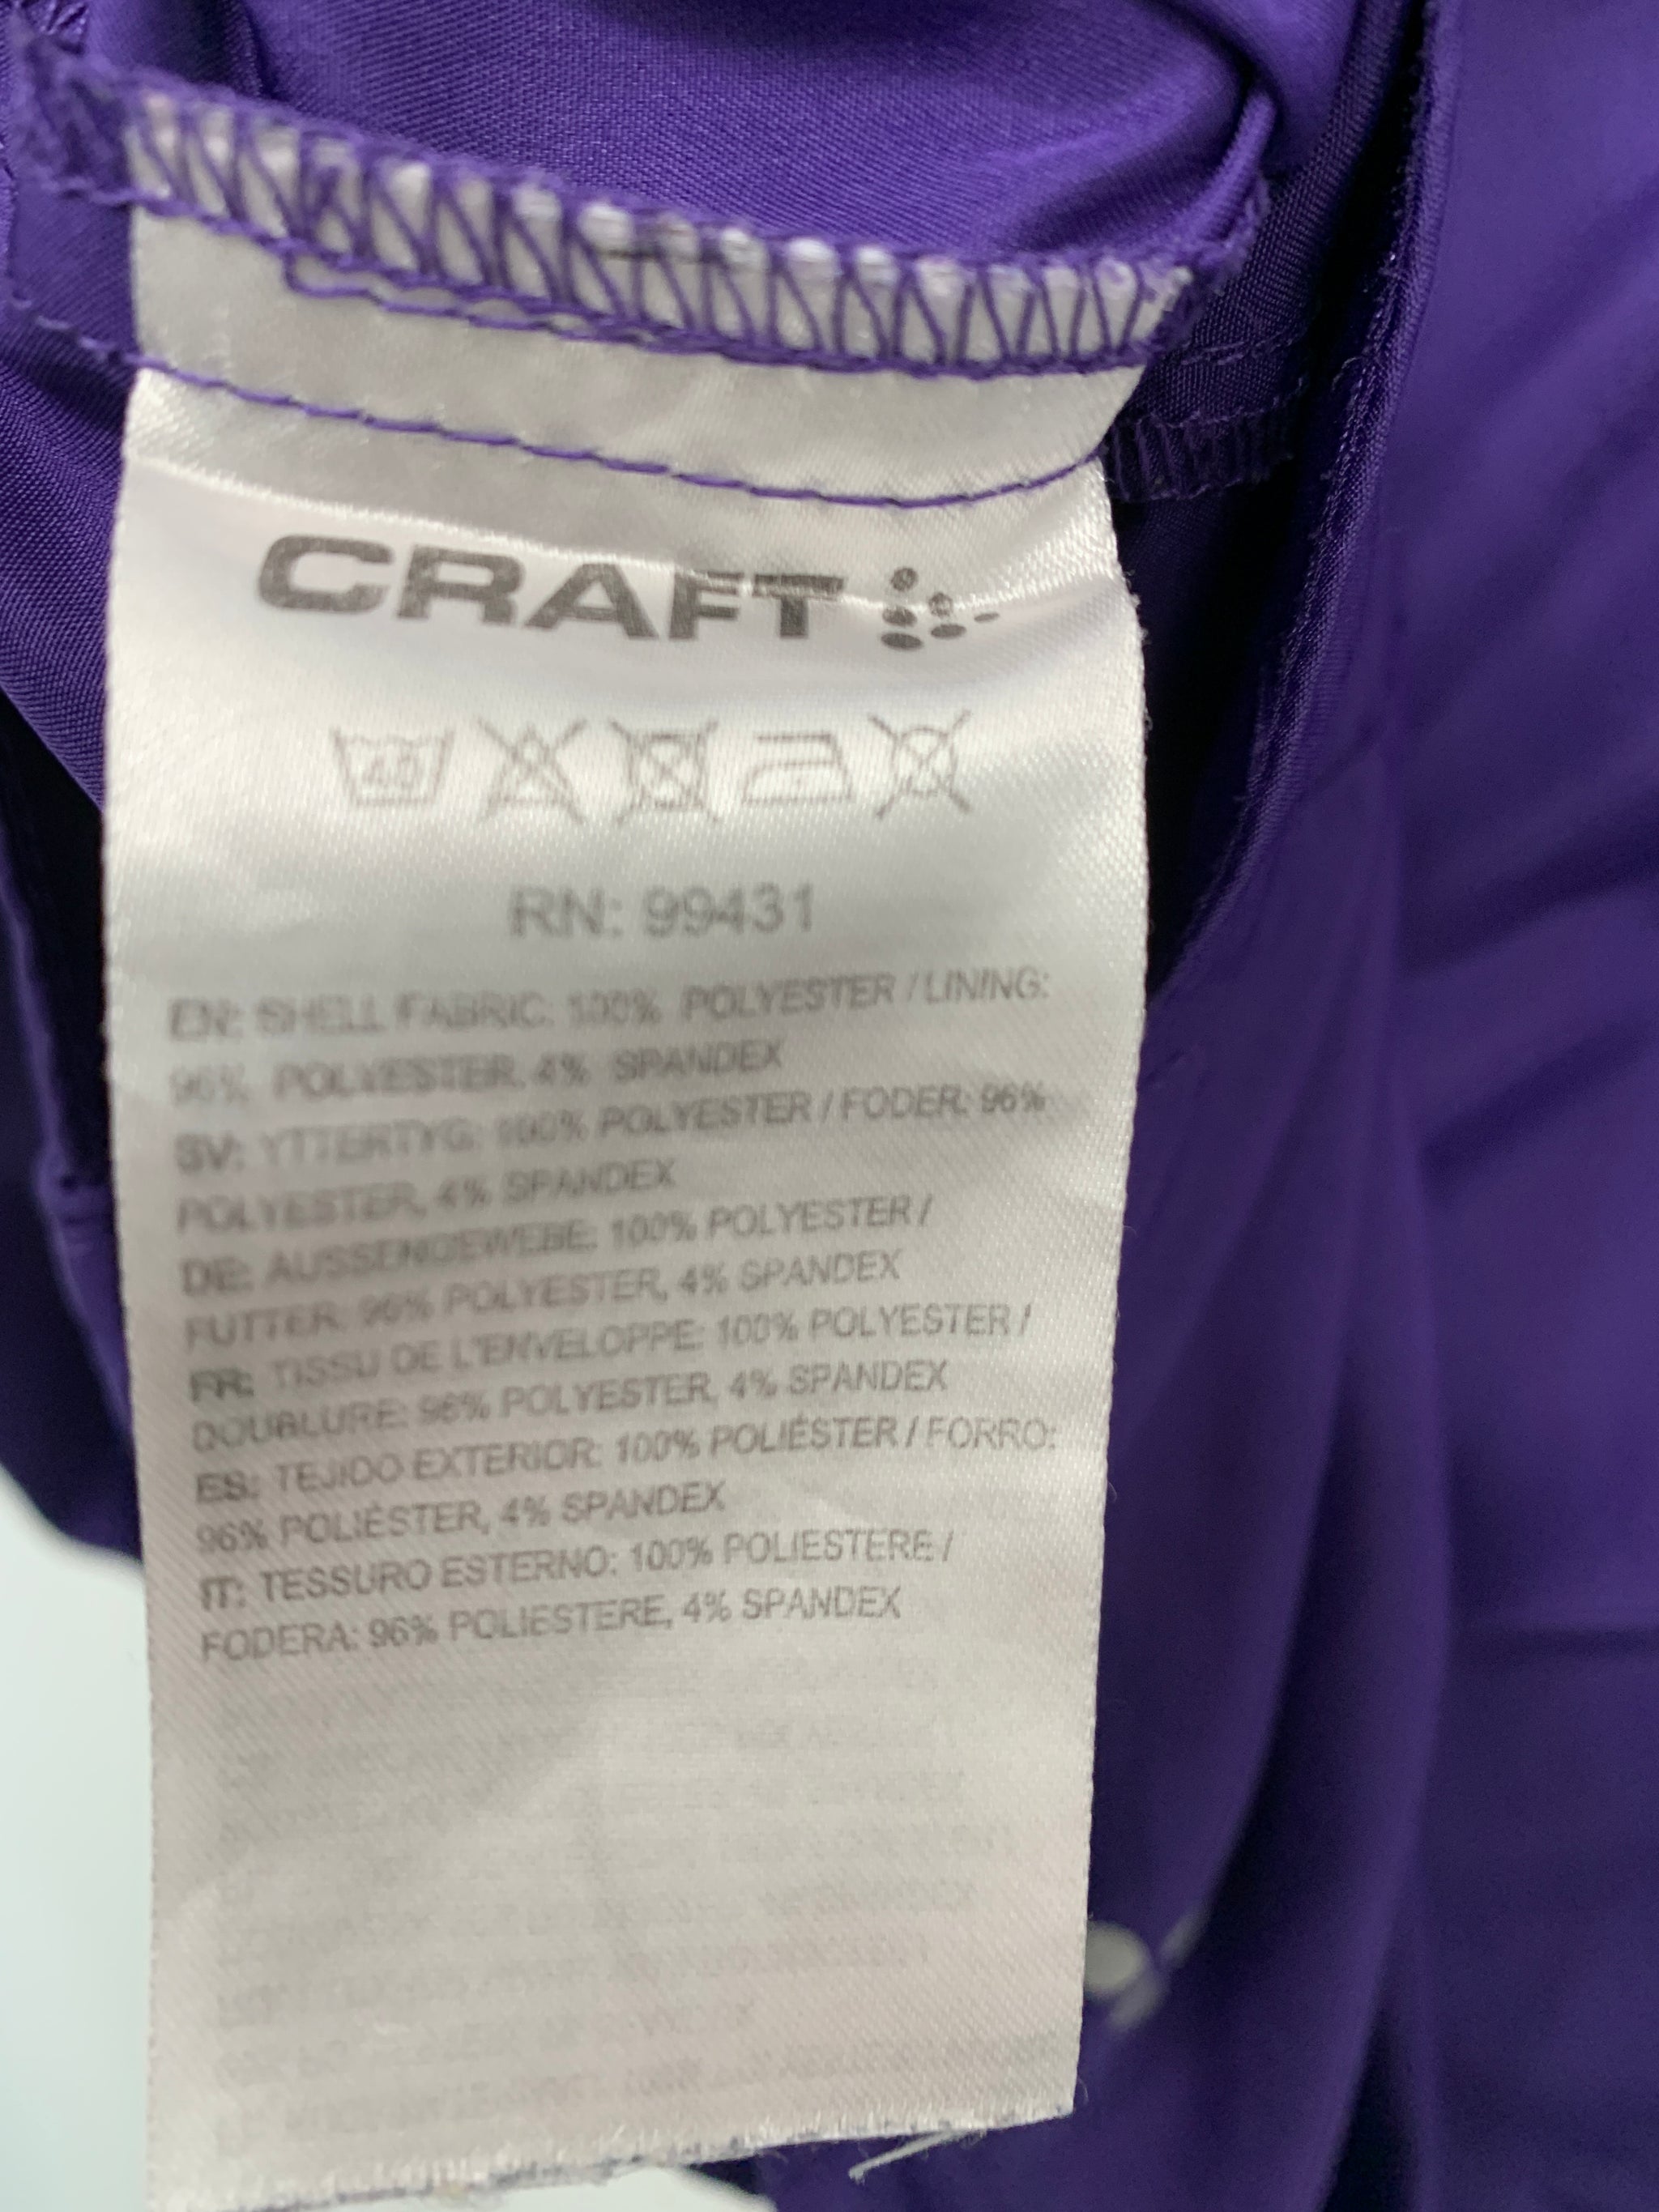 CRAFT
40
RN: 99431
EN: SHELL FABRIC: 100% POLYESTER / LINING:
96% POLYESTER, 4% SPANDEX
SV: YTTERTYG: 100% POLYESTER / FODER: 96%
POLYESTER, 4% SPANDEX
DE: AUSSENGEWEBE: 100% POLYESTER /
FUTTER: 96% POLYESTER, 4% SPANDEX
FR: TISSU DE L'ENVELOPPE: 100% POLYESTER /
DOUBLURE: 96% POLYESTER, 4% SPANDEX
ES: TEJIDO EXTERIOR: 100% POLIÉSTER / FORRO:
96% POLIÉSTER, 4% SPANDEX
IT: TESSURO ESTERNO: 100% POLIESTERE /
FODERA: 96% POLIESTERE, 4% SPANDEX